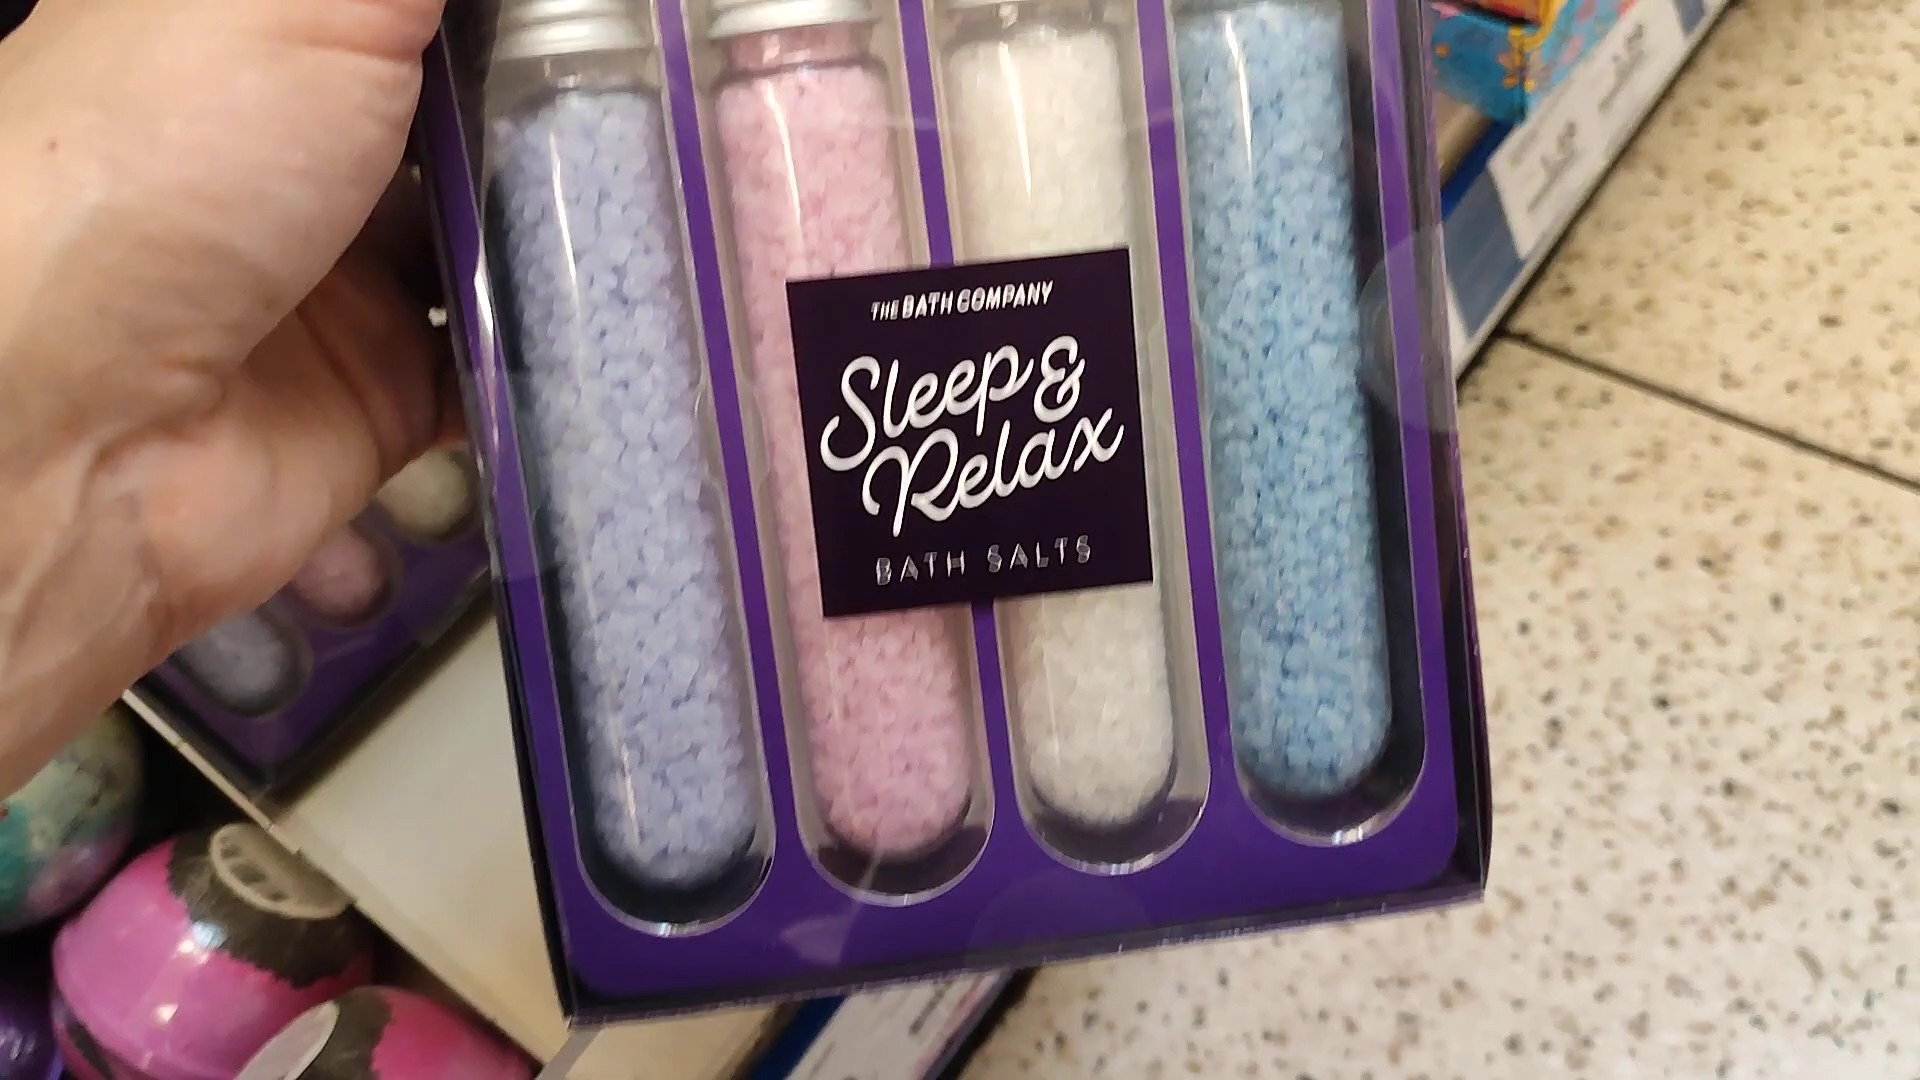 THE BATH COMPANY
Sleep &
Relax
BATH SALTS